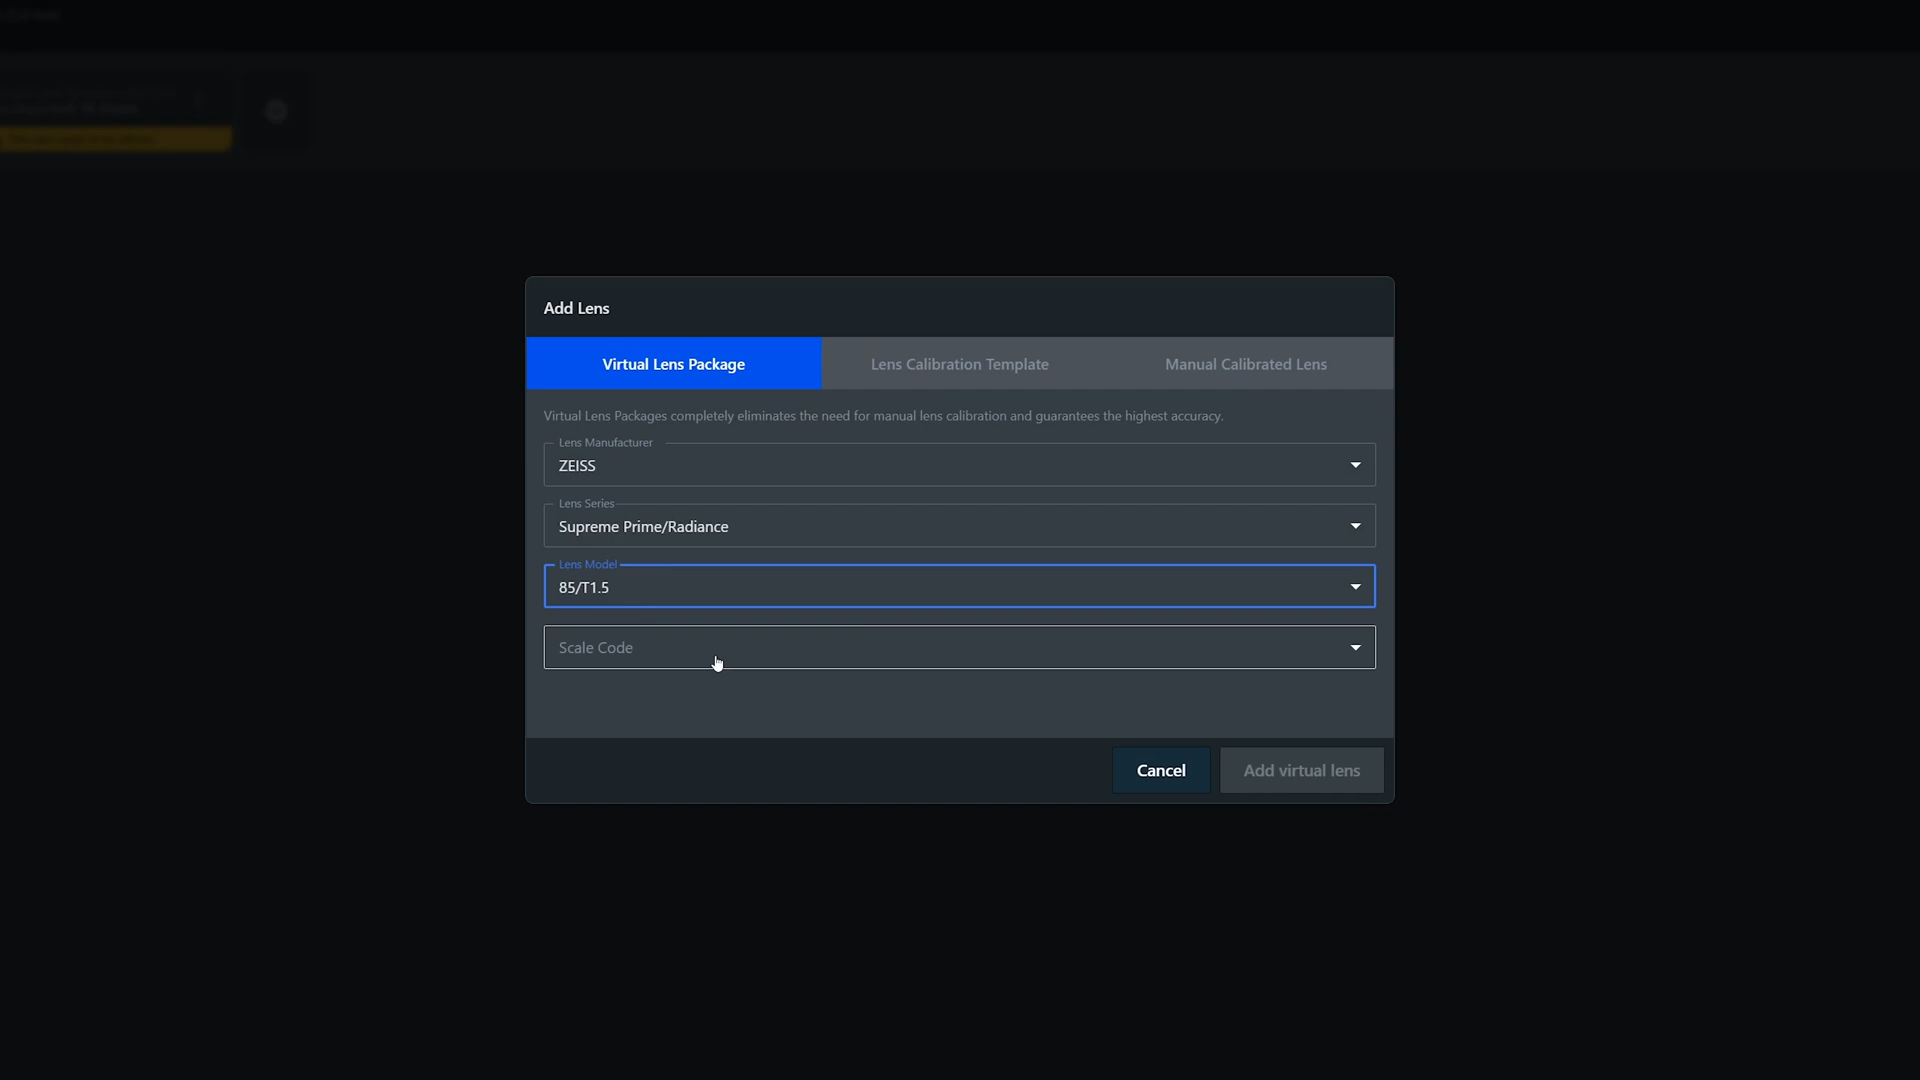 Add Lens
Virtual Lens Package
Lens Calibration Template
Manual Calibrated Lens
Virtual Lens Packages completely eliminates the need for manual lens calibration and guarantees the highest accuracy.
Lens Manufacturer
ZEISS
Lens Series
Supreme Prime/Radiance
Lens Model
85/T1.5
Scale Code
Cancel
Add virtual lens